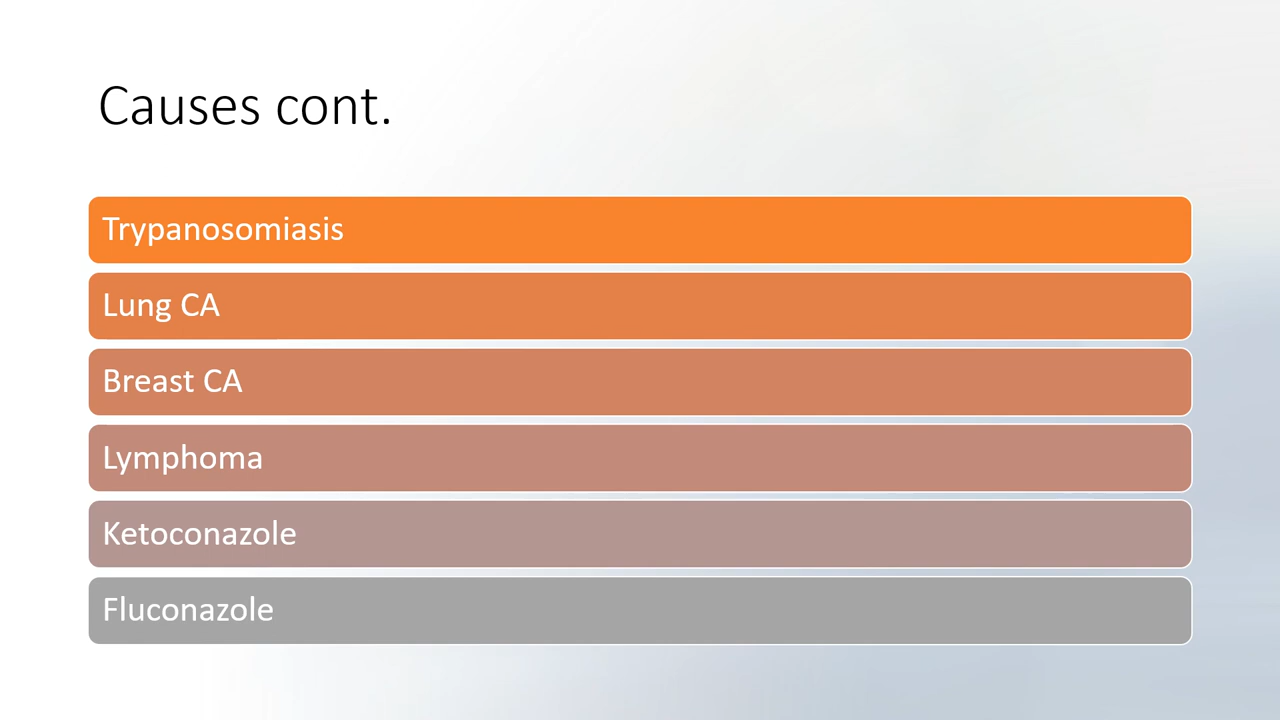 Causes cont.
Trypanosomiasis
Lung CA
Breast CA
Lymphoma
Ketoconazole
Fluconazole